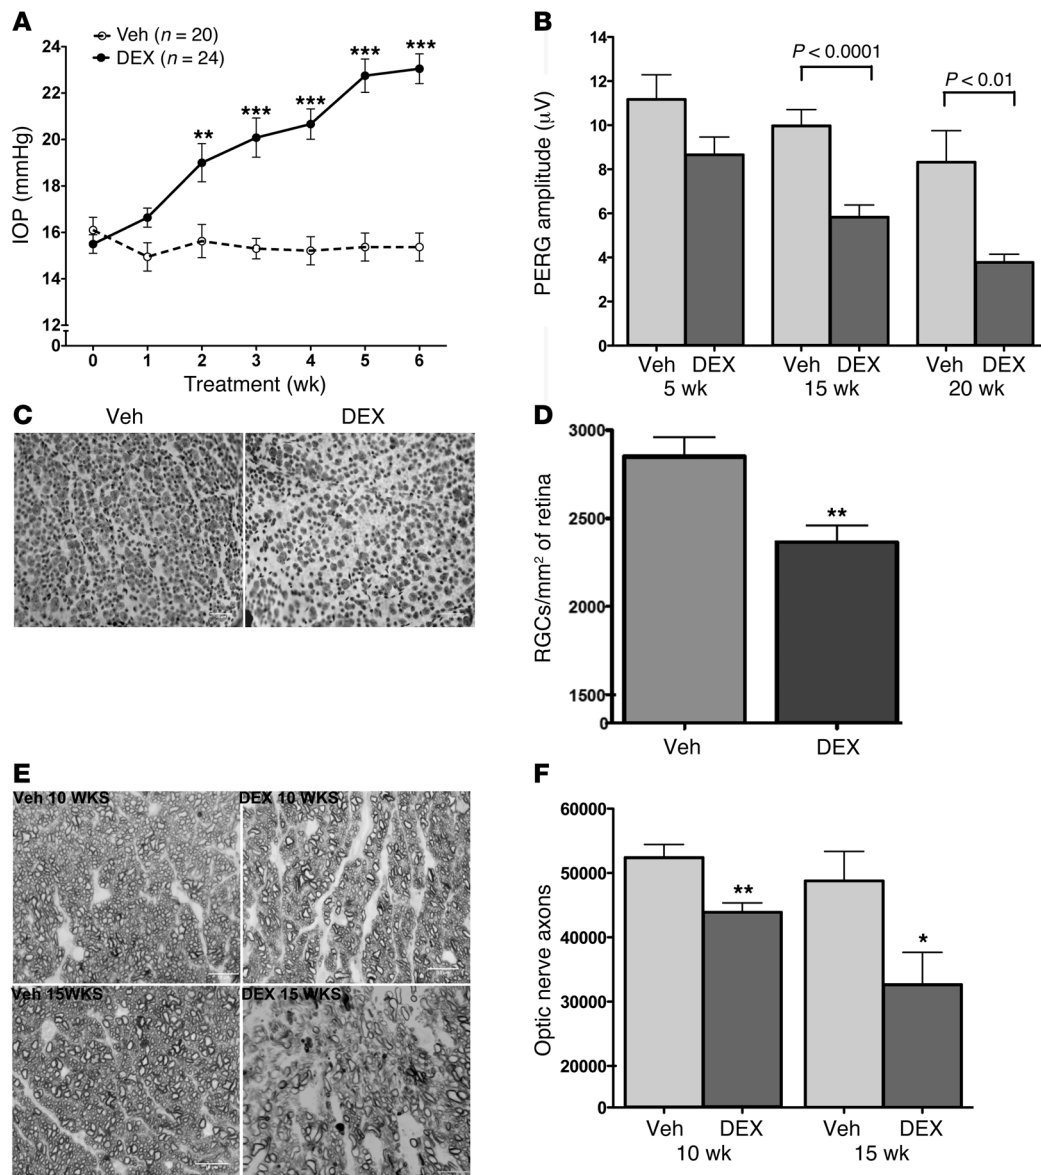 A
Veh (n = 20)
DEX (n = 24)
24
22
20
18
16
15
12
0
IOP (mmHg)
** *** *** *** ***
0 1 2 3 4 5 6
Treatment (wk)
B
14
12
10
8
6
4
2
0
PERG amplitude (μV)
P < 0.0001
P < 0.01
Veh DEX Veh DEX Veh DEX
5 wk 15 wk 20 wk
C
Veh DEX
D
3000
2500
2000
1500
0
RGCs/mm² of retina
**
Veh DEX
E
Veh 10 WKS DEX 10 WKS
Veh 15WKS DEX 15 WKS
F
60000
50000
40000
30000
20000
0
Optic nerve axons
**
*
Veh DEX Veh DEX
10 wk 15 wk